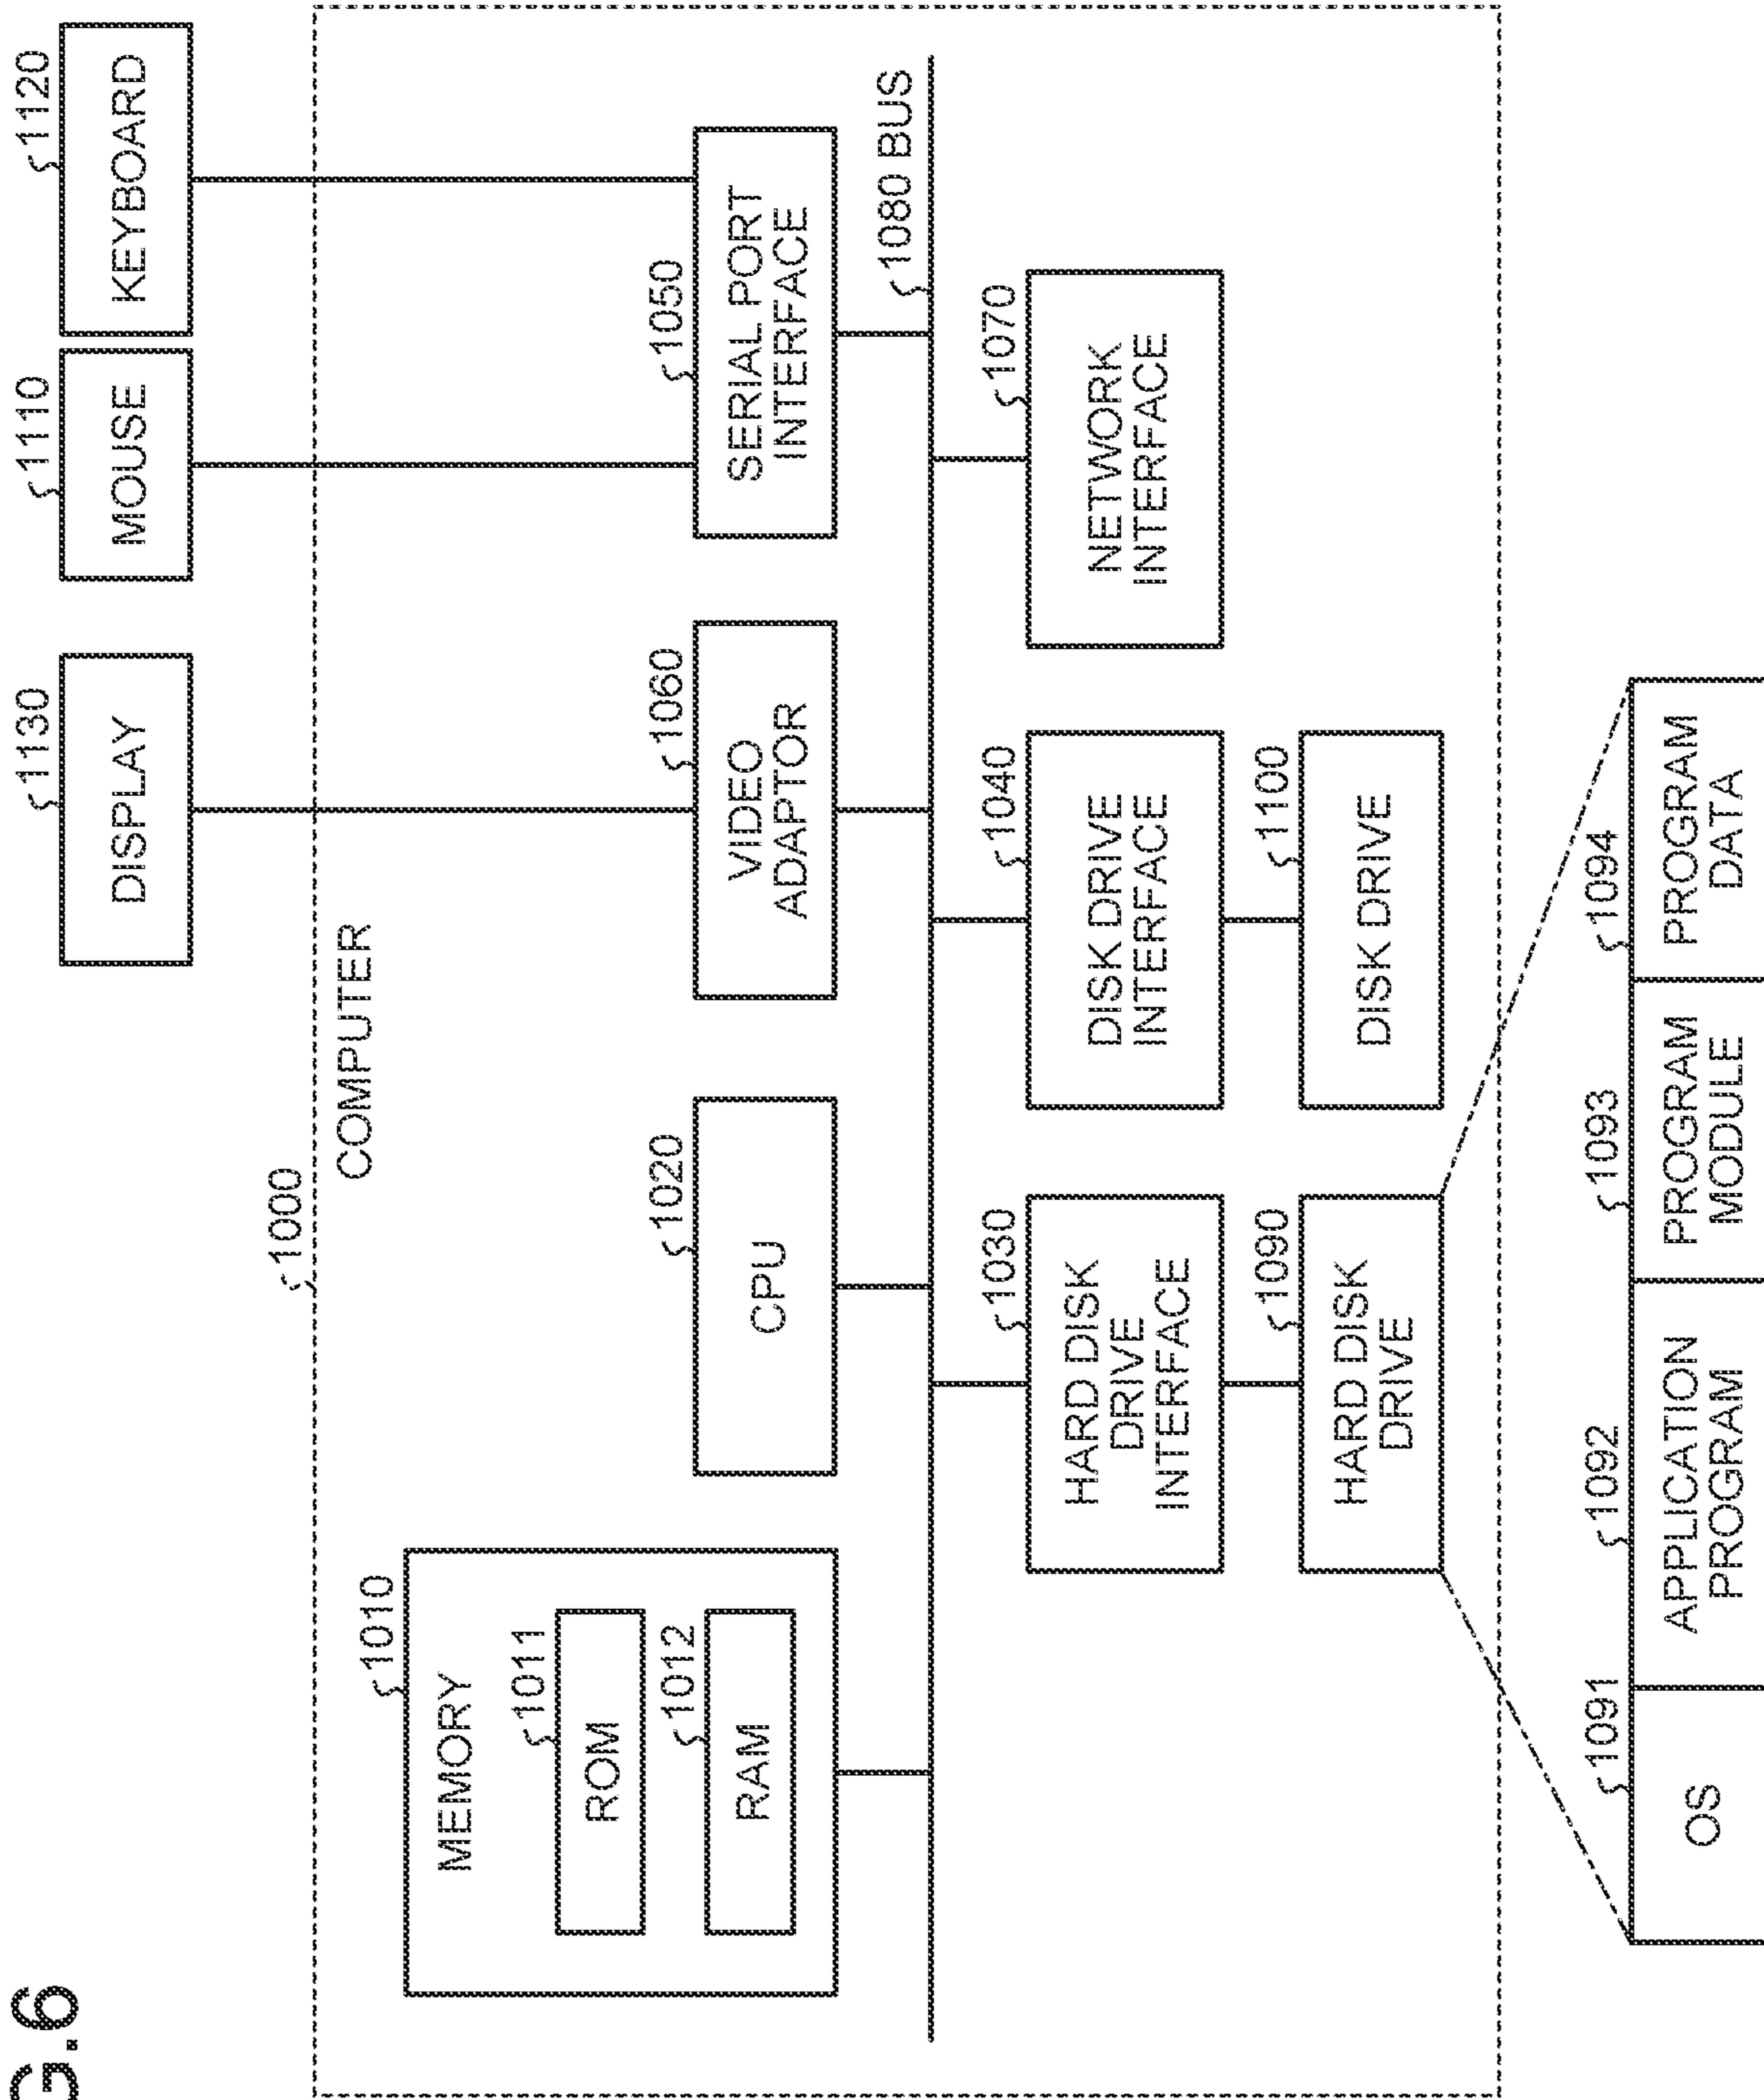 G.6
1130
DISPLAY
1110
MOUSE
1120
KEYBOARD
1000
COMPUTER
1010
MEMORY
1011
ROM
1012
RAM
1020
CPU
1060
VIDEO
ADAPTOR
1050
SERIAL PORT
INTERFACE
1080 BUS
1030
HARD DISK
DRIVE
INTERFACE
1040
DISK DRIVE
INTERFACE
1070
NETWORK
INTERFACE
1090
HARD DISK
DRIVE
1100
DISK DRIVE
1091
OS
1092
APPLICATION
PROGRAM
1093
PROGRAM
MODULE
1094
PROGRAM
DATA